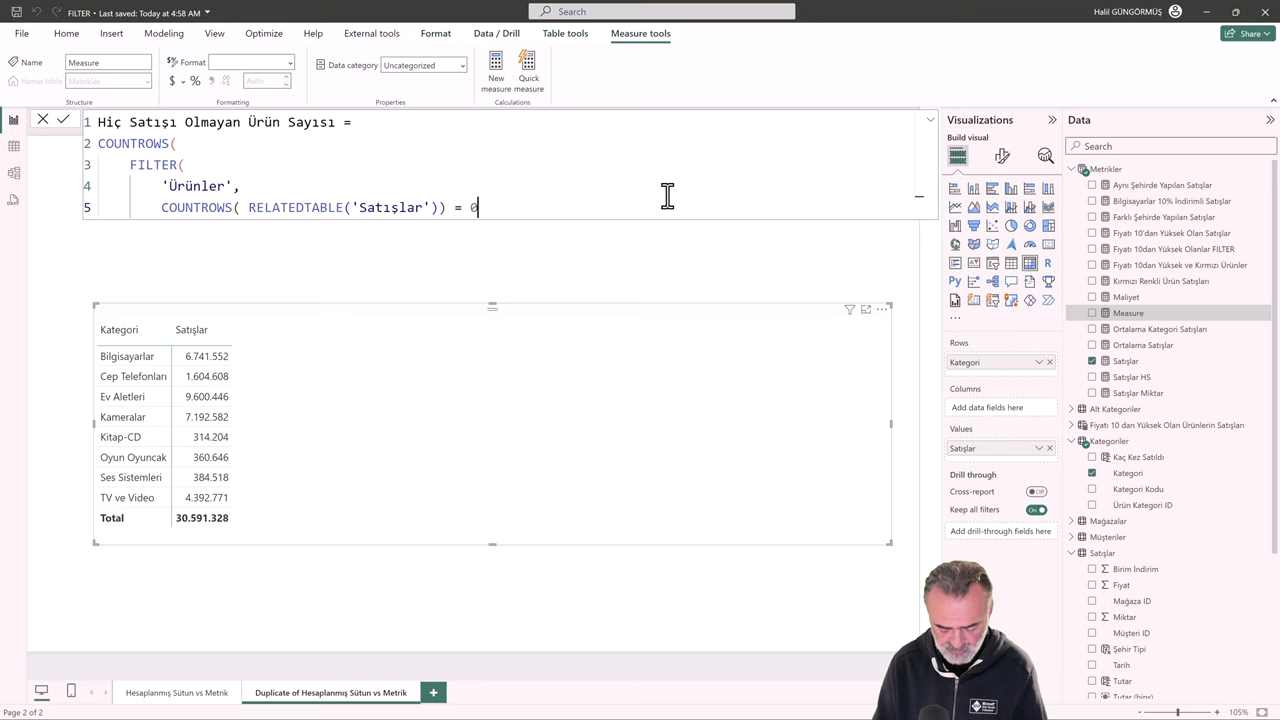 FILTER • Last saved: Today at 4:58 AM
Search
Halil GÜNGÖRMÜŞ
File
Home
Insert
Modeling
View
Optimize
Help
External tools
Format
Data / Drill
Table tools
Measure tools
Share
Name
Measure
Home table
Metrikler
Structure
Format
$
%
Auto
Formatting
Data category
Uncategorized
Properties
New measure
Quick measure
Calculations
1 Hiç Satışı Olmayan Ürün Sayısı =
2 COUNTROWS(
3 FILTER(
4 'Ürünler',
5 COUNTROWS( RELATEDTABLE('Satışlar')) = 0
Kategori Satışlar
Bilgisayarlar 6.741.552
Cep Telefonları 1.604.608
Ev Aletleri 9.600.446
Kameralar 7.192.582
Kitap-CD 314.204
Oyun Oyuncak 360.646
Ses Sistemleri 384.518
TV ve Video 4.392.771
Total 30.591.328
Visualizations
Build visual
R
Py
Rows
Kategori
Columns
Add data fields here
Values
Satışlar
Drill through
Cross-report
Off
Keep all filters
On
Add drill-through fields here
Data
Search
Metrikler
Aynı Şehirde Yapılan Satışlar
Bilgisayarlar 10% İndirimli Satışlar
Farklı Şehirde Yapılan Satışlar
Fiyatı 10'dan Yüksek Olan Satışlar
Fiyatı 10dan Yüksek Olanlar FILTER
Fiyatı 10dan Yüksek ve Kırmızı Ürünler
Kırmızı Renkli Ürün Satışları
Maliyet
Measure
Ortalama Kategori Satışları
Ortalama Satışlar
Satışlar
Satışlar HS
Satışlar Miktar
Alt Kategoriler
Fiyatı 10 dan Yüksek Olan Ürünlerin Satışları
Kategoriler
Kaç Kez Satıldı
Kategori
Kategori Kodu
Ürün Kategori ID
Mağazalar
Müşteriler
Satışlar
Birim İndirim
Fiyat
Mağaza ID
Miktar
Müşteri ID
Şehir Tipi
Tarih
Tutar
Tutar (bins)
Hesaplanmış Sütun vs Metrik
Duplicate of Hesaplanmış Sütun vs Metrik
Page 2 of 2
105%